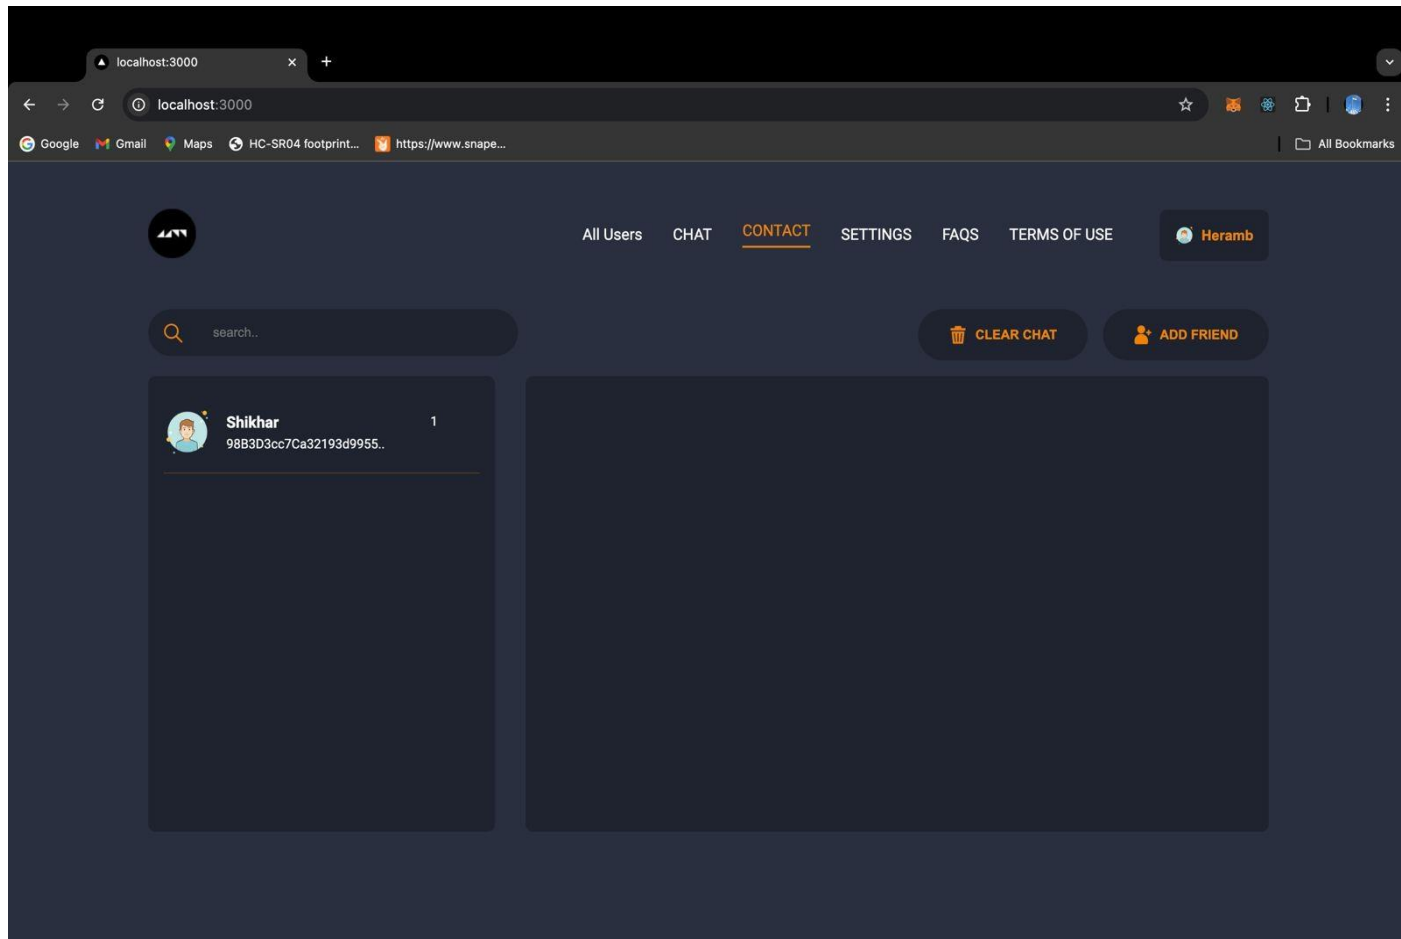 localhost:3000
localhost:3000
Google Gmail Maps HC-SR04 footprint... https://www.snape... All Bookmarks
All Users CHAT CONTACT SETTINGS FAQS TERMS OF USE Heramb
search.. CLEAR CHAT ADD FRIEND
Shikhar 1
98B3D3cc7Ca32193d9955..